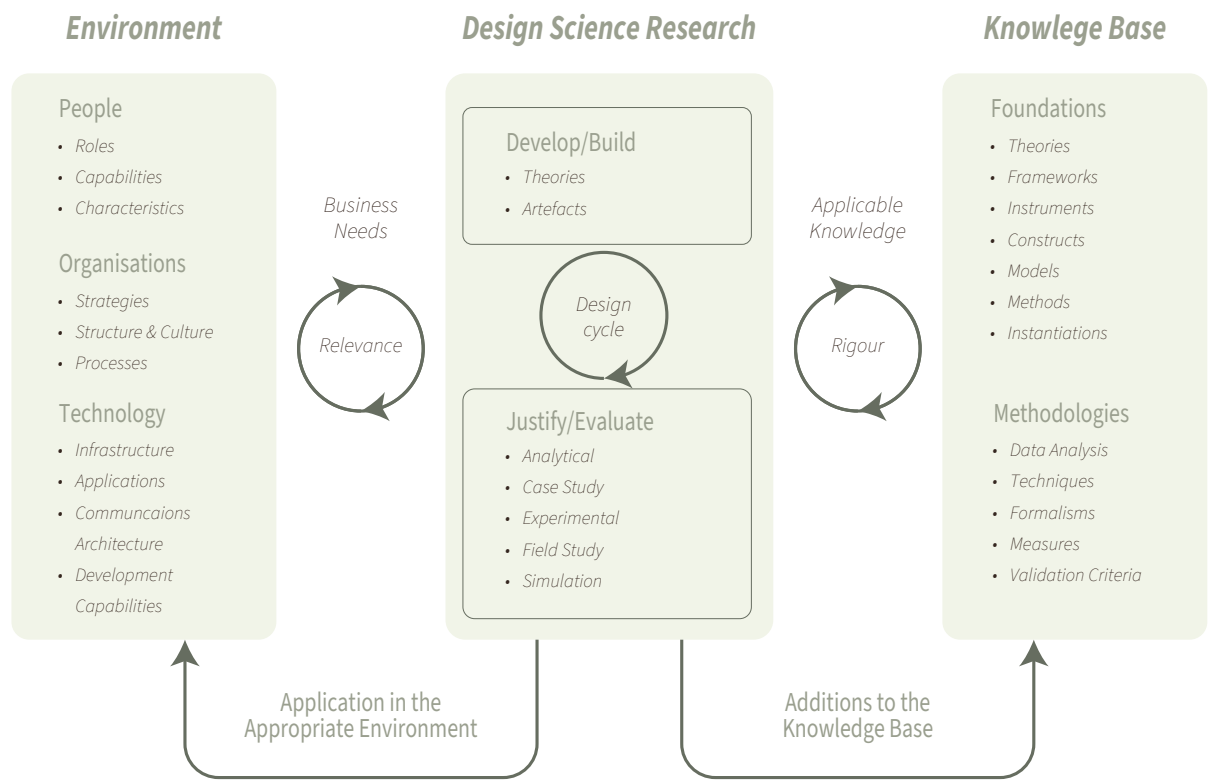 Environment
People
• Roles
• Capabilities
• Characteristics
Organisations
• Strategies
• Structure & Culture
• Processes
Technology
• Infrastructure
• Applications
• Communcaions
Architecture
• Development
Capabilities
Business
Needs
Relevance
Design Science Research
Develop/Build
• Theories
• Artefacts
Design
cycle
Justify/Evaluate
• Analytical
• Case Study
• Experimental
• Field Study
• Simulation
Applicable
Knowledge
Rigour
Knowlege Base
Foundations
• Theories
• Frameworks
• Instruments
• Constructs
• Models
• Methods
• Instantiations
Methodologies
• Data Analysis
• Techniques
• Formalisms
• Measures
• Validation Criteria
Application in the
Appropriate Environment
Additions to the
Knowledge Base